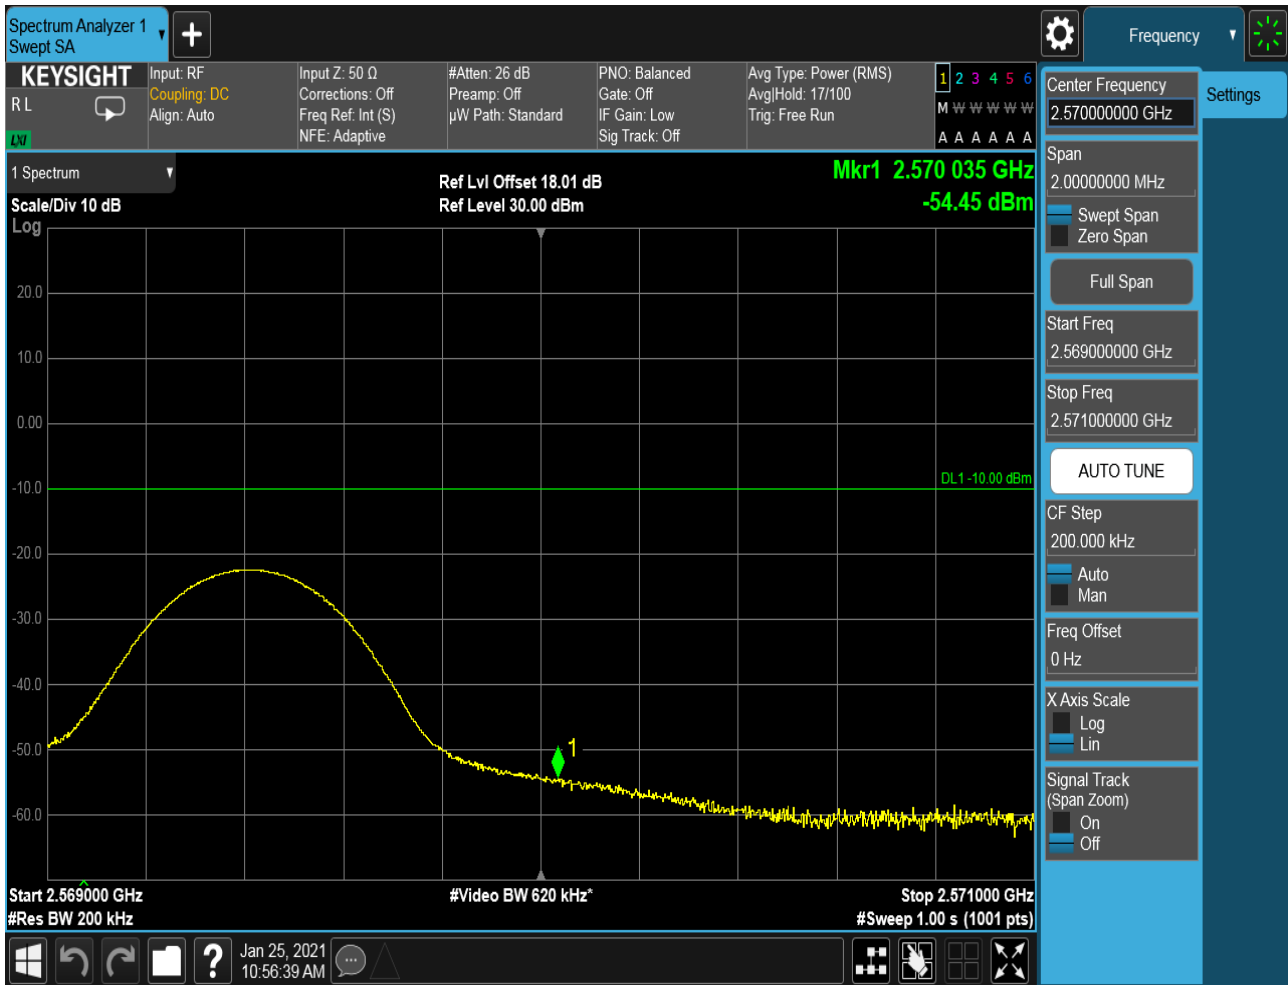 Spectrum Analyzer 1
Swept SA
+
Frequency
KEYSIGHT
R L
LXI
Input: RF
Coupling: DC
Align: Auto
Input Z: 50 Ω
Corrections: Off
Freq Ref: Int (S)
NFE: Adaptive
#Atten: 26 dB
Preamp: Off
µW Path: Standard
PNO: Balanced
Gate: Off
IF Gain: Low
Sig Track: Off
Avg Type: Power (RMS)
Avg|Hold: 17/100
Trig: Free Run
1 2 3 4 5 6
M W W W W W
A A A A A A
1 Spectrum
Scale/Div 10 dB
Log
Ref Lvl Offset 18.01 dB
Ref Level 30.00 dBm
Mkr1 2.570 035 GHz
-54.45 dBm
20.0
10.0
0.00
-10.0
-20.0
-30.0
-40.0
-50.0
-60.0
DL1 -10.00 dBm
1
Start 2.569000 GHz
#Res BW 200 kHz
#Video BW 620 kHz*
Stop 2.571000 GHz
#Sweep 1.00 s (1001 pts)
Center Frequency
2.570000000 GHz
Settings
Span
2.00000000 MHz
Swept Span
Zero Span
Full Span
Start Freq
2.569000000 GHz
Stop Freq
2.571000000 GHz
AUTO TUNE
CF Step
200.000 kHz
Auto
Man
Freq Offset
0 Hz
X Axis Scale
Log
Lin
Signal Track
(Span Zoom)
On
Off
?
Jan 25, 2021
10:56:39 AM